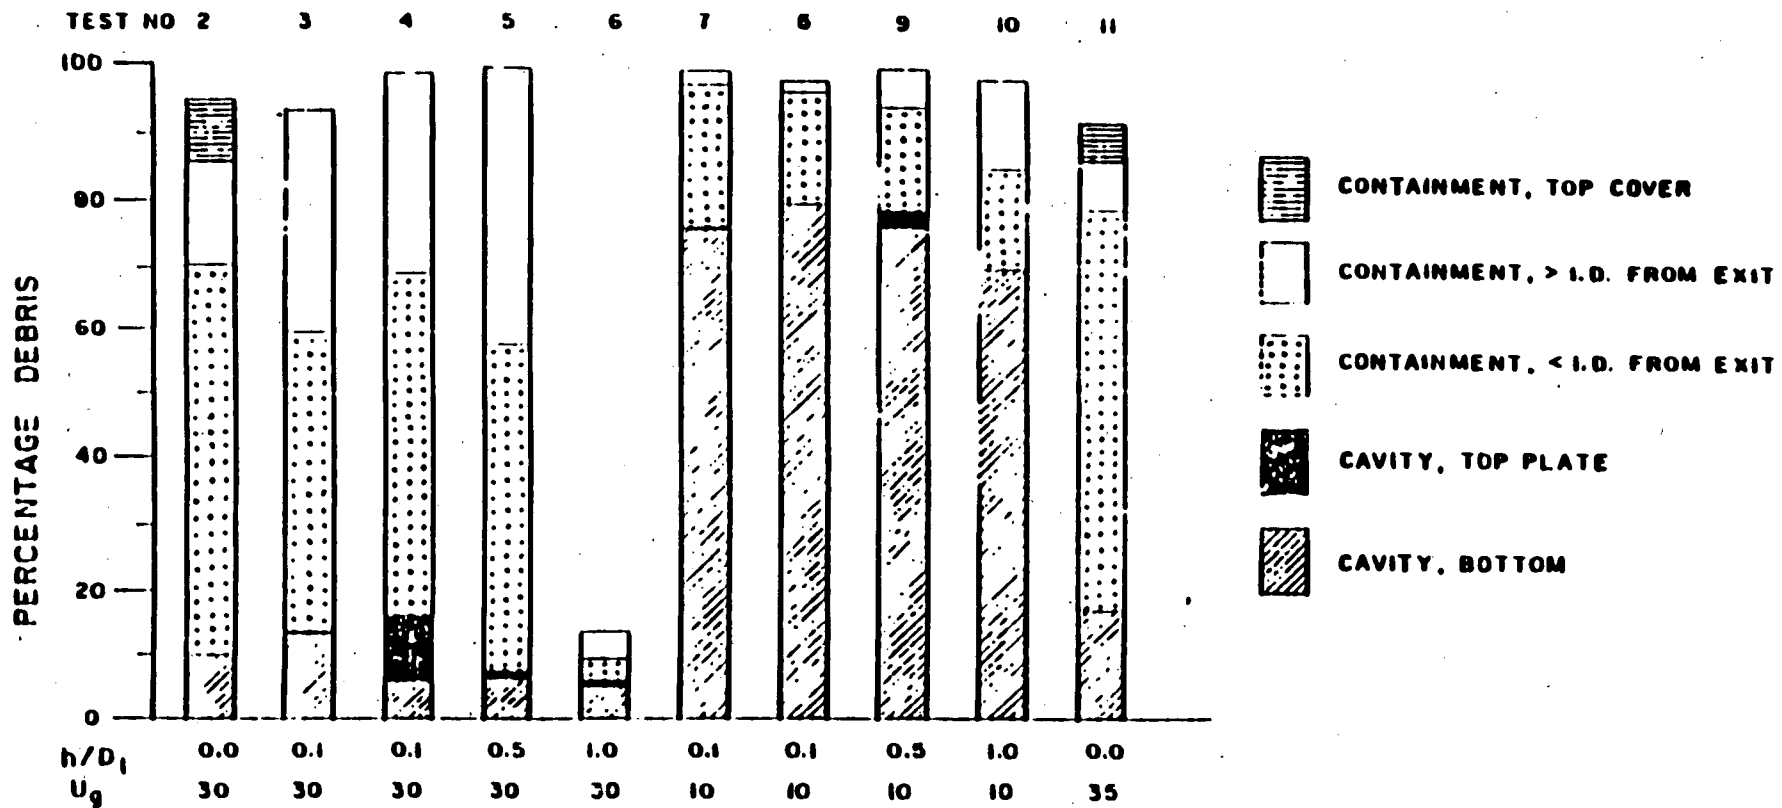 TEST NO 2 3 4 5 6 7 8 9 10 11
100
80
60
40
20
0
PERCENTAGE DEBRIS
h/D1 0.0 0.1 0.1 0.5 1.0 0.1 0.1 0.5 1.0 0.0
Ug 30 30 30 30 30 10 10 10 10 35
CONTAINMENT, TOP COVER
CONTAINMENT, > I.D. FROM EXIT
CONTAINMENT, < I.D. FROM EXIT
CAVITY, TOP PLATE
CAVITY, BOTTOM